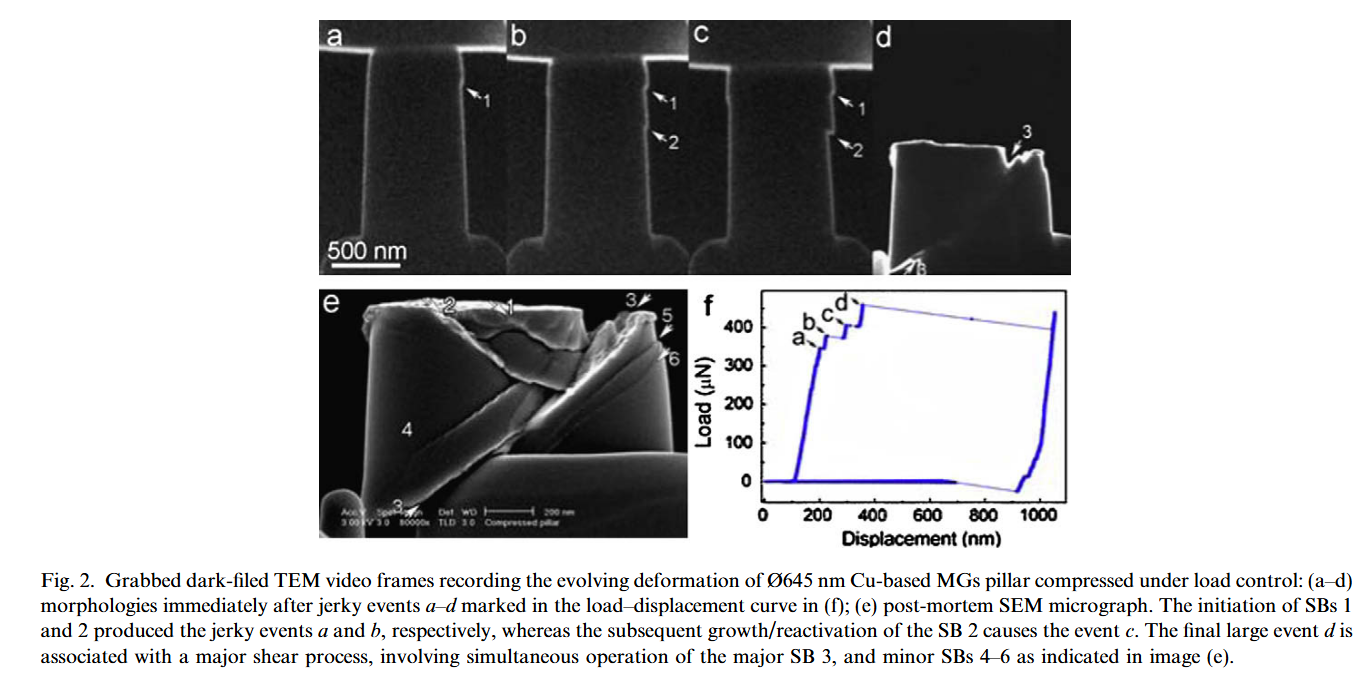 a
b
c
d
1
1
2
1
2
3
3
500 nm
e
2
1
3
5
6
4
3
Det WD
200 nm
3.00 kV 3.0 80000x TLD 3.0 Compressed pillar
f
Load (μN)
400
300
200
100
0
a
b
c
d
0 200 400 600 800 1000
Displacement (nm)
Fig. 2. Grabbed dark-filed TEM video frames recording the evolving deformation of Ø645 nm Cu-based MGs pillar compressed under load control: (a–d)
morphologies immediately after jerky events a–d marked in the load–displacement curve in (f); (e) post-mortem SEM micrograph. The initiation of SBs 1
and 2 produced the jerky events a and b, respectively, whereas the subsequent growth/reactivation of the SB 2 causes the event c. The final large event d is
associated with a major shear process, involving simultaneous operation of the major SB 3, and minor SBs 4–6 as indicated in image (e).